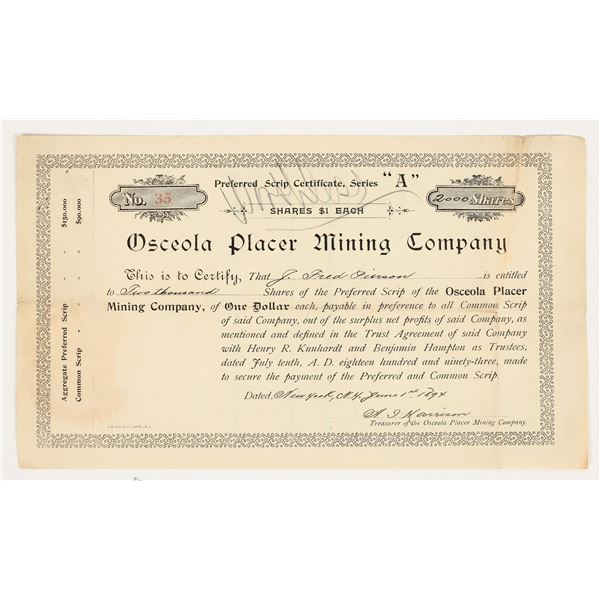 Preferred Scrip Certificate, Series "A"
No. 35
SHARES $1 EACH
2000 Shares
Osceola Placer Mining Company
This is to Certify, That J. Fred Pierson is entitled
to Two thousand Shares of the Preferred Scrip of the Osceola Placer
Mining Company, of One Dollar each, payable in preference to all Common Scrip
of said Company, out of the surplus net profits of said Company, as
mentioned and defined in the Trust Agreement of said Company
with Henry R. Kunhardt and Benjamin Hampton as Trustees,
dated July tenth, A. D. eighteen hundred and ninety-three, made
to secure the payment of the Preferred and Common Scrip.
Dated, New York, N.Y. June 1st 1894
Harrison
Treasurer of the Osceola Placer Mining Company.
Aggregate Preferred Scrip - $150,000
Common Scrip - $90,000